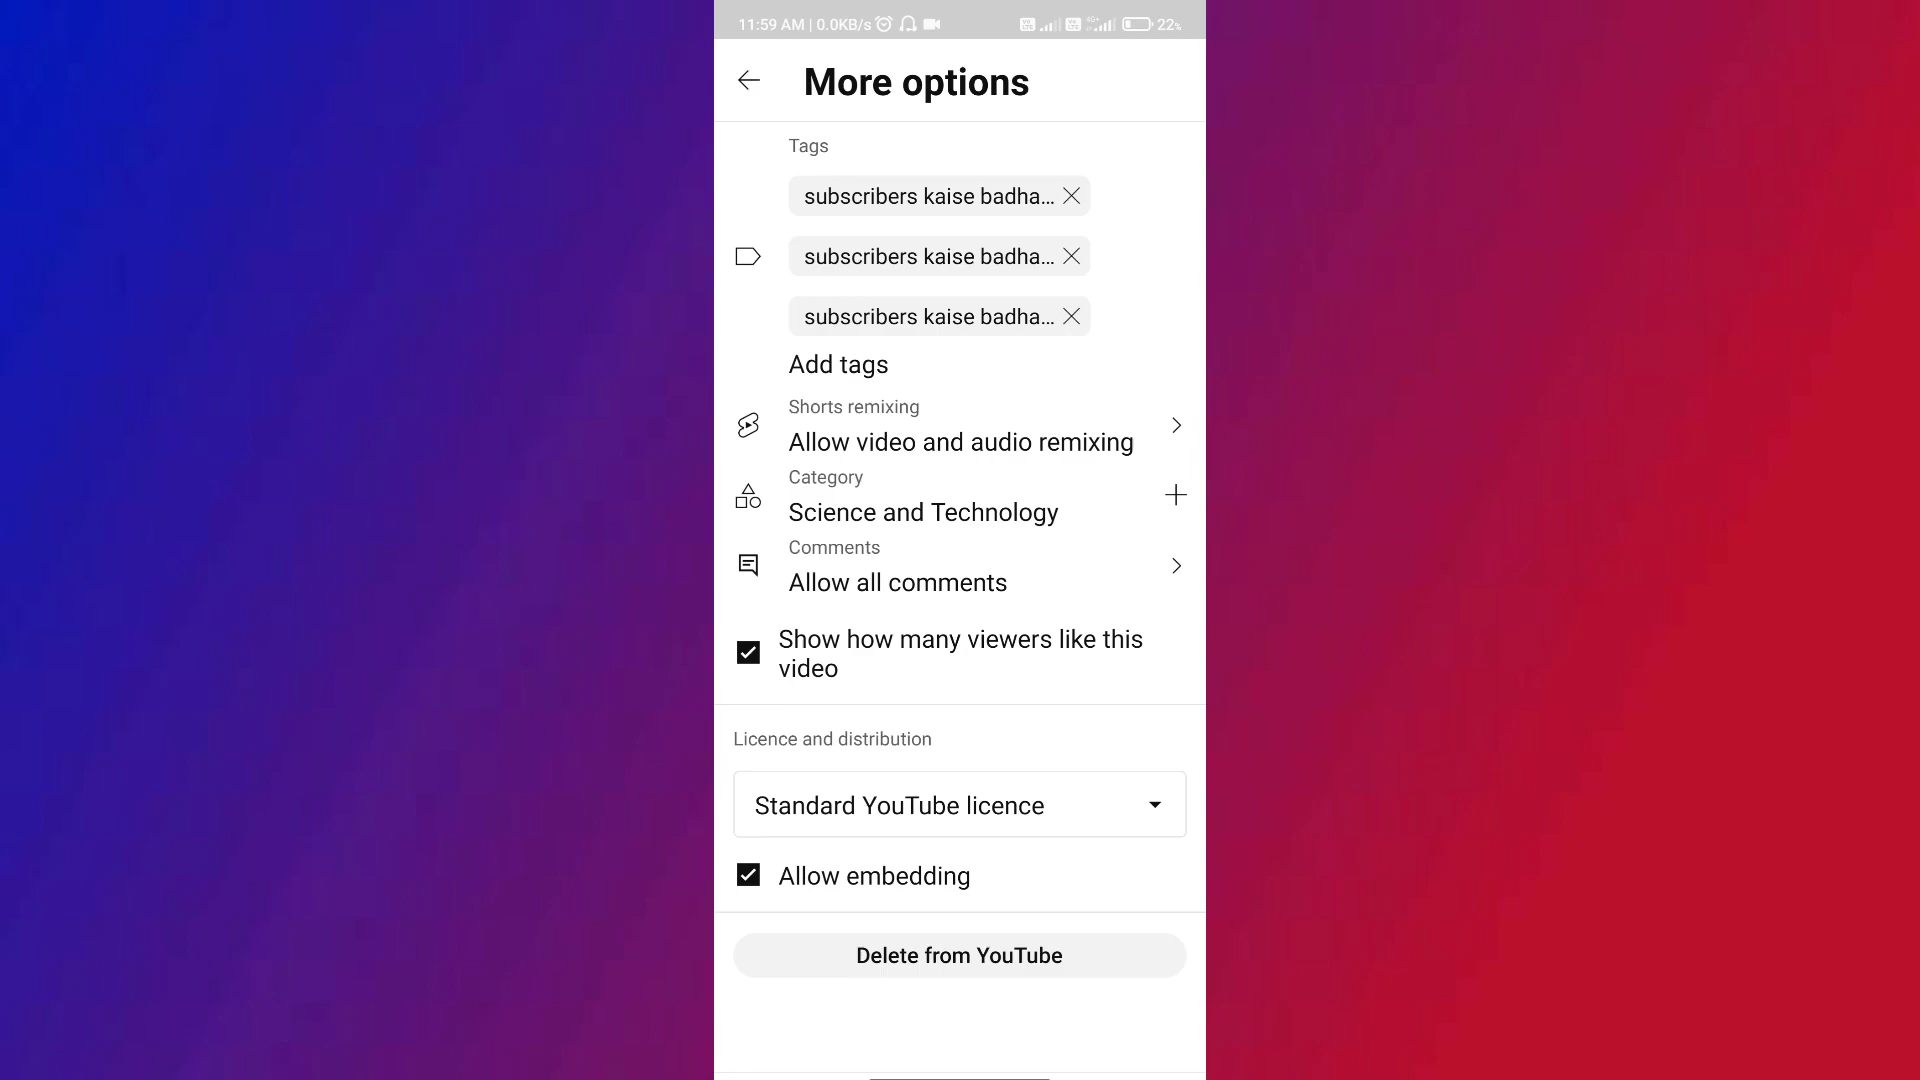 11:59 AM | 0.0KB/s 22%
More options
Tags
subscribers kaise badha...
subscribers kaise badha...
subscribers kaise badha...
Add tags
Shorts remixing
Allow video and audio remixing
Category
Science and Technology
Comments
Allow all comments
Show how many viewers like this
video
Licence and distribution
Standard YouTube licence
Allow embedding
Delete from YouTube